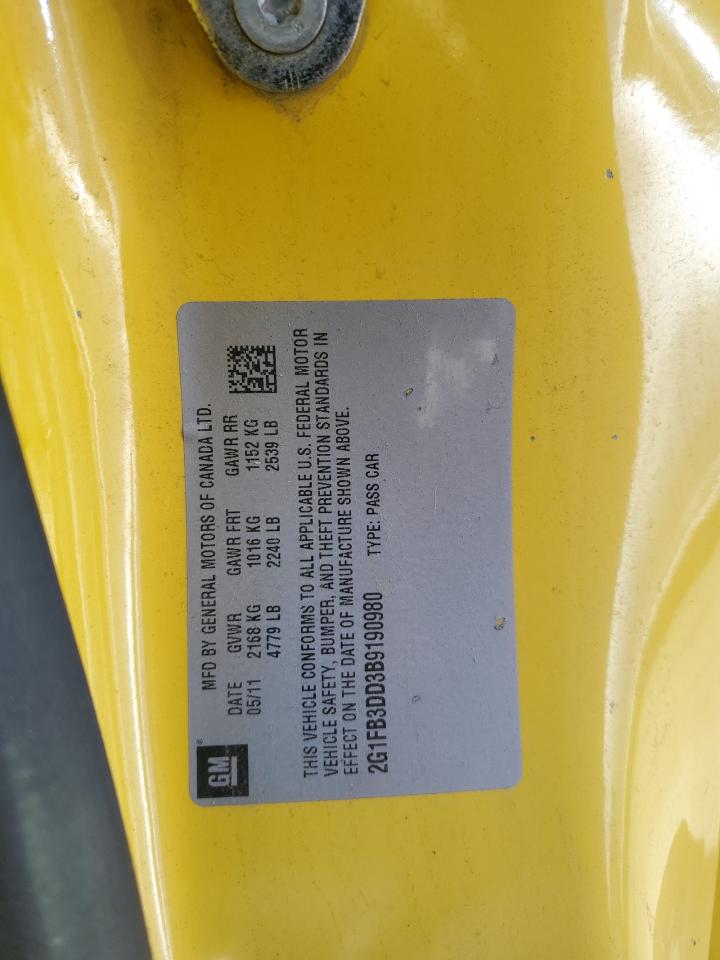 GM
MFD BY GENERAL MOTORS OF CANADA LTD.
DATE GVWR GAWR FRT GAWR RR
05/11 2168 KG 1016 KG 1152 KG
4779 LB 2240 LB 2539 LB
THIS VEHICLE CONFORMS TO ALL APPLICABLE U.S. FEDERAL MOTOR
VEHICLE SAFETY, BUMPER, AND THEFT PREVENTION STANDARDS IN
EFFECT ON THE DATE OF MANUFACTURE SHOWN ABOVE.
2G1FB3DD3B9190980 TYPE: PASS CAR